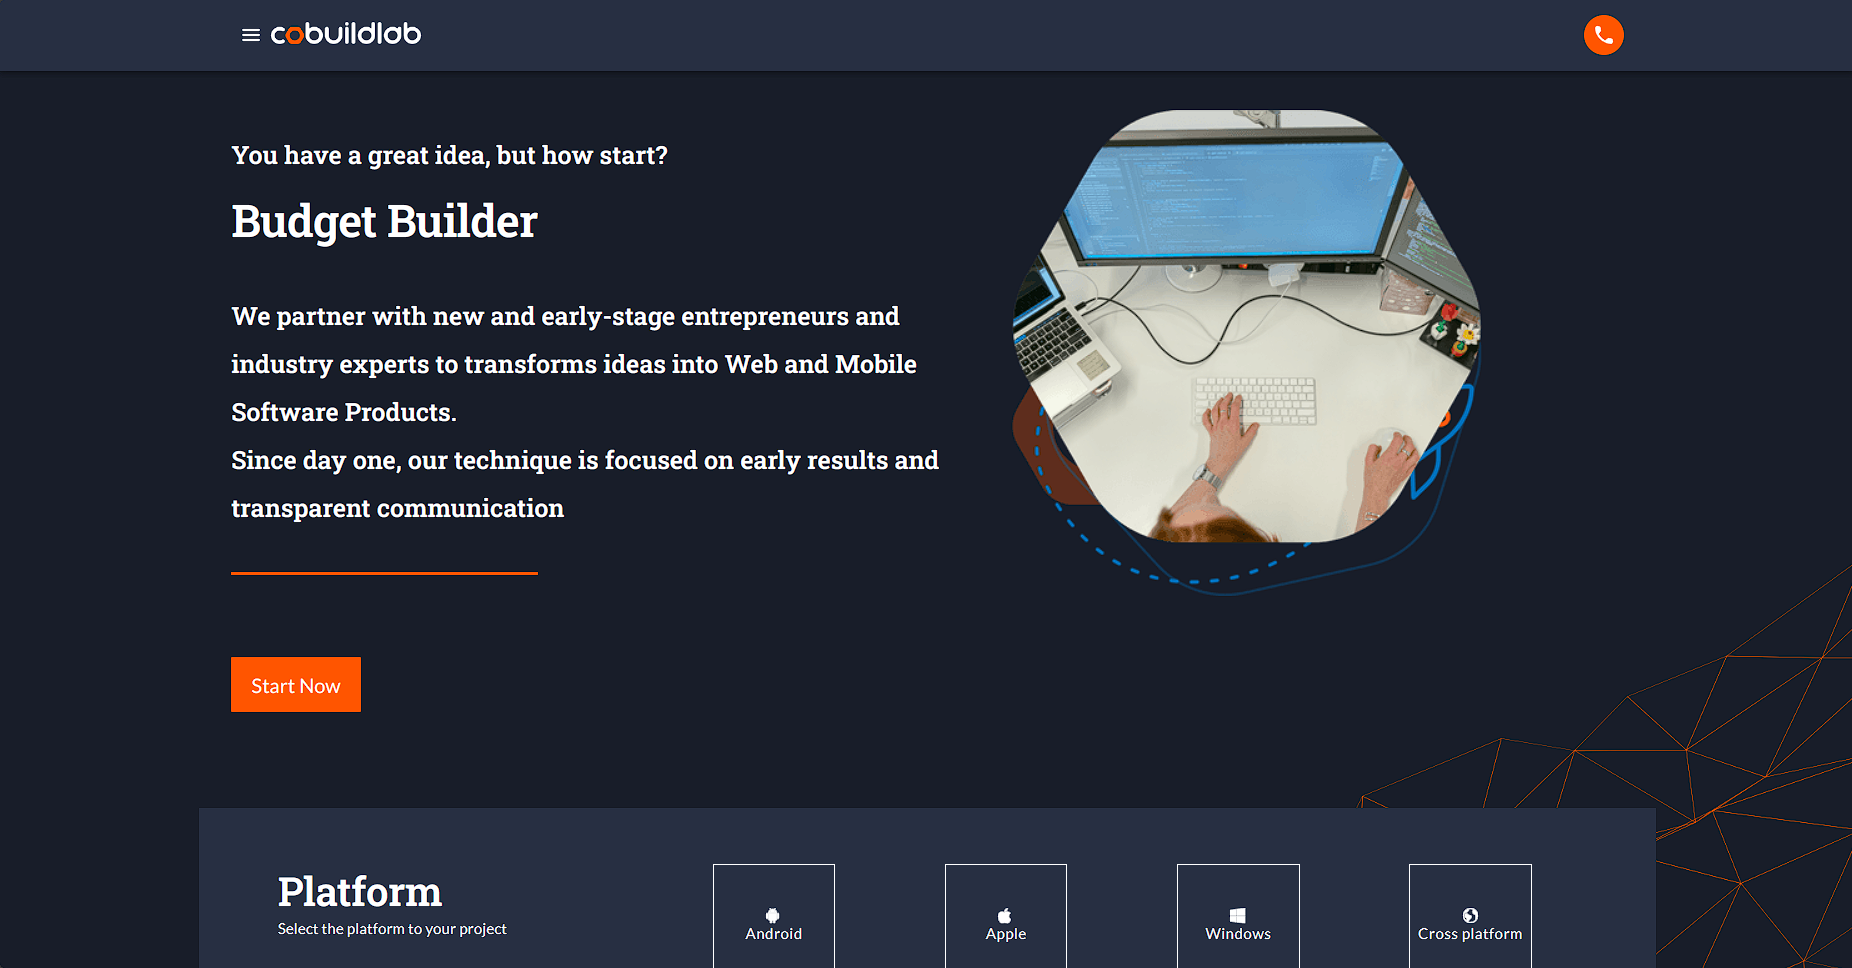 cobuildlab
You have a great idea, but how start?
Budget Builder
We partner with new and early-stage entrepreneurs and
industry experts to transforms ideas into Web and Mobile
Software Products.
Since day one, our technique is focused on early results and
transparent communication
Start Now
Platform
Select the platform to your project
Android
Apple
Windows
Cross platform